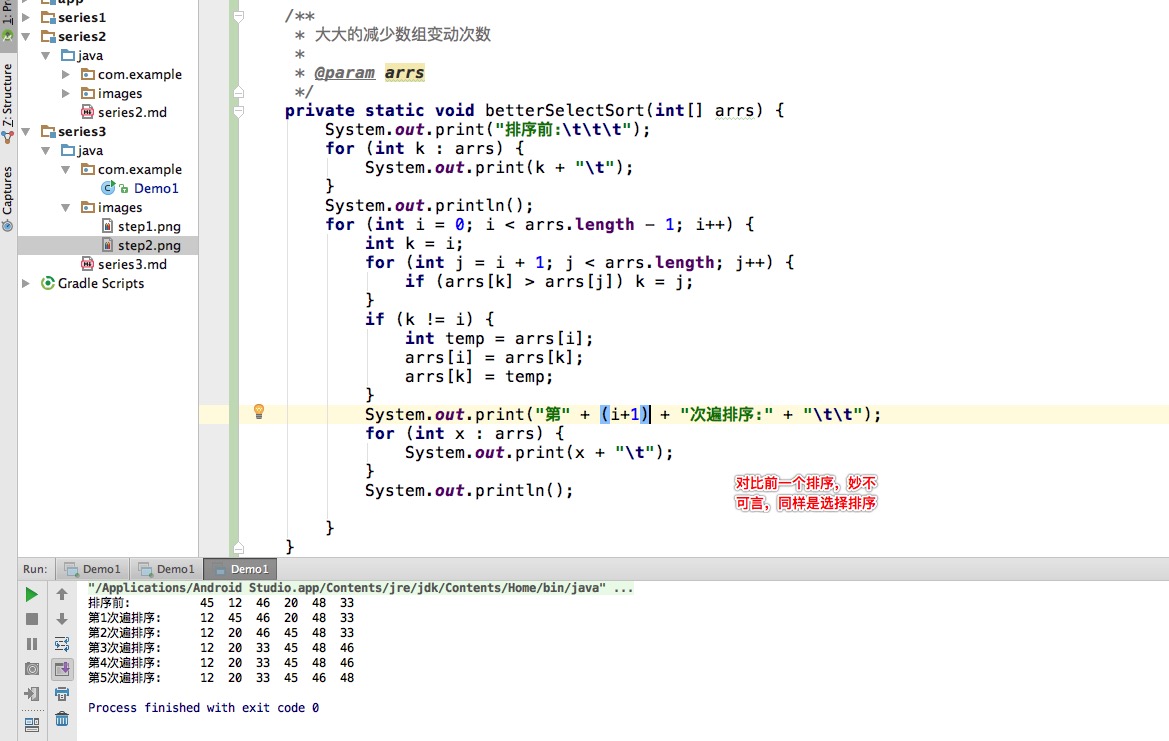 app
series1
series2
java
com.example
images
series2.md
series3
java
com.example
Demo1
images
step1.png
step2.png
series3.md
Gradle Scripts
Z: Structure
Captures
/**
* 大大的减少数组变动次数
*
* @param arrs
*/
private static void betterSelectSort(int[] arrs) {
System.out.print("排序前:\t\t\t");
for (int k : arrs) {
System.out.print(k + "\t");
}
System.out.println();
for (int i = 0; i < arrs.length - 1; i++) {
int k = i;
for (int j = i + 1; j < arrs.length; j++) {
if (arrs[k] > arrs[j]) k = j;
}
if (k != i) {
int temp = arrs[i];
arrs[i] = arrs[k];
arrs[k] = temp;
}
System.out.print("第" + (i+1) + "次遍排序:" + "\t\t");
for (int x : arrs) {
System.out.print(x + "\t");
}
System.out.println();
}
}
对比前一个排序，妙不
可言，同样是选择排序
Run: Demo1 Demo1 Demo1
"/Applications/Android Studio.app/Contents/jre/jdk/Contents/Home/bin/java" ...
排序前: 45 12 46 20 48 33
第1次遍排序: 12 45 46 20 48 33
第2次遍排序: 12 20 46 45 48 33
第3次遍排序: 12 20 33 45 48 46
第4次遍排序: 12 20 33 45 48 46
第5次遍排序: 12 20 33 45 46 48
Process finished with exit code 0